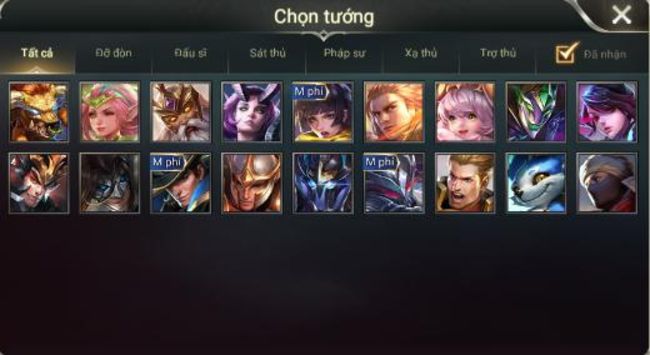 Chọn tướng
Tất cả Đỡ đòn Đấu sĩ Sát thủ Pháp sư Xạ thủ Trợ thủ Đã nhận
M phí
M phí M phí